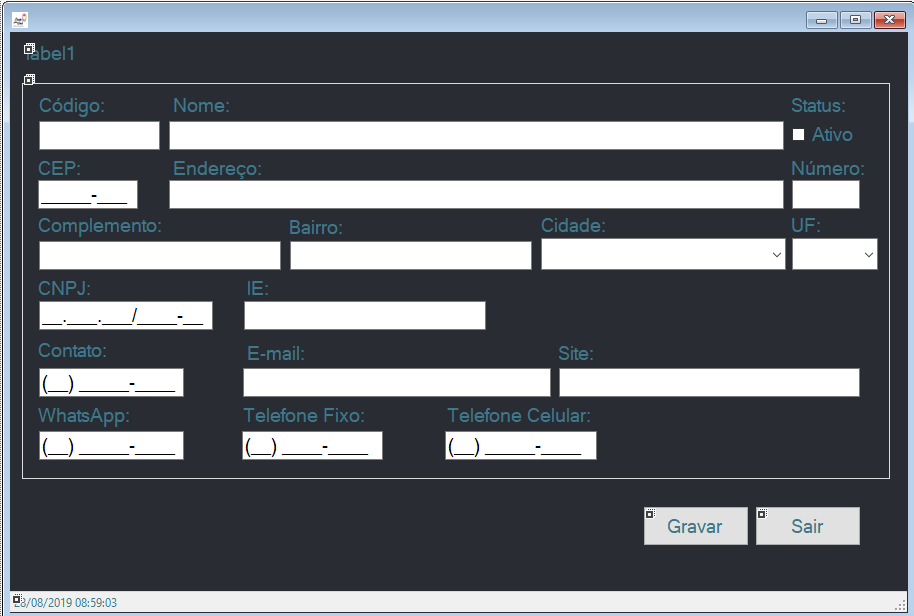 label1
Código: Nome: Status:
Ativo
CEP: Endereço: Número:
_____-___
Complemento: Bairro: Cidade: UF:
CNPJ: IE:
__.___.___/____-__
Contato: E-mail: Site:
(__) _____-____
WhatsApp: Telefone Fixo: Telefone Celular:
(__) _____-____ (__) ____-____ (__) _____-____
Gravar Sair
28/08/2019 08:59:03